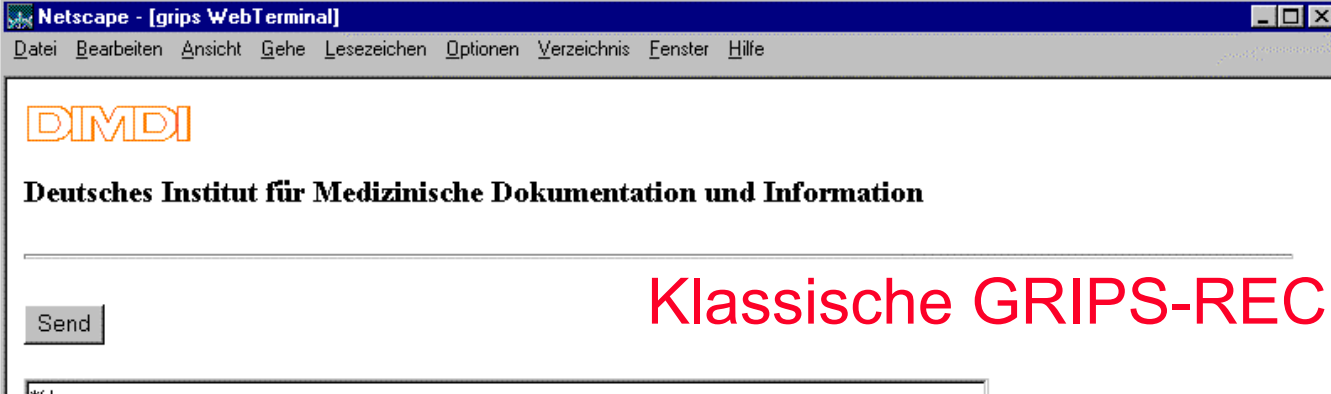 Netscape - [grips WebTerminal]
Datei Bearbeiten Ansicht Gehe Lesezeichen Optionen Verzeichnis Fenster Hilfe
DIMDI
Deutsches Institut für Medizinische Dokumentation und Information
Klassische GRIPS-REC
Send